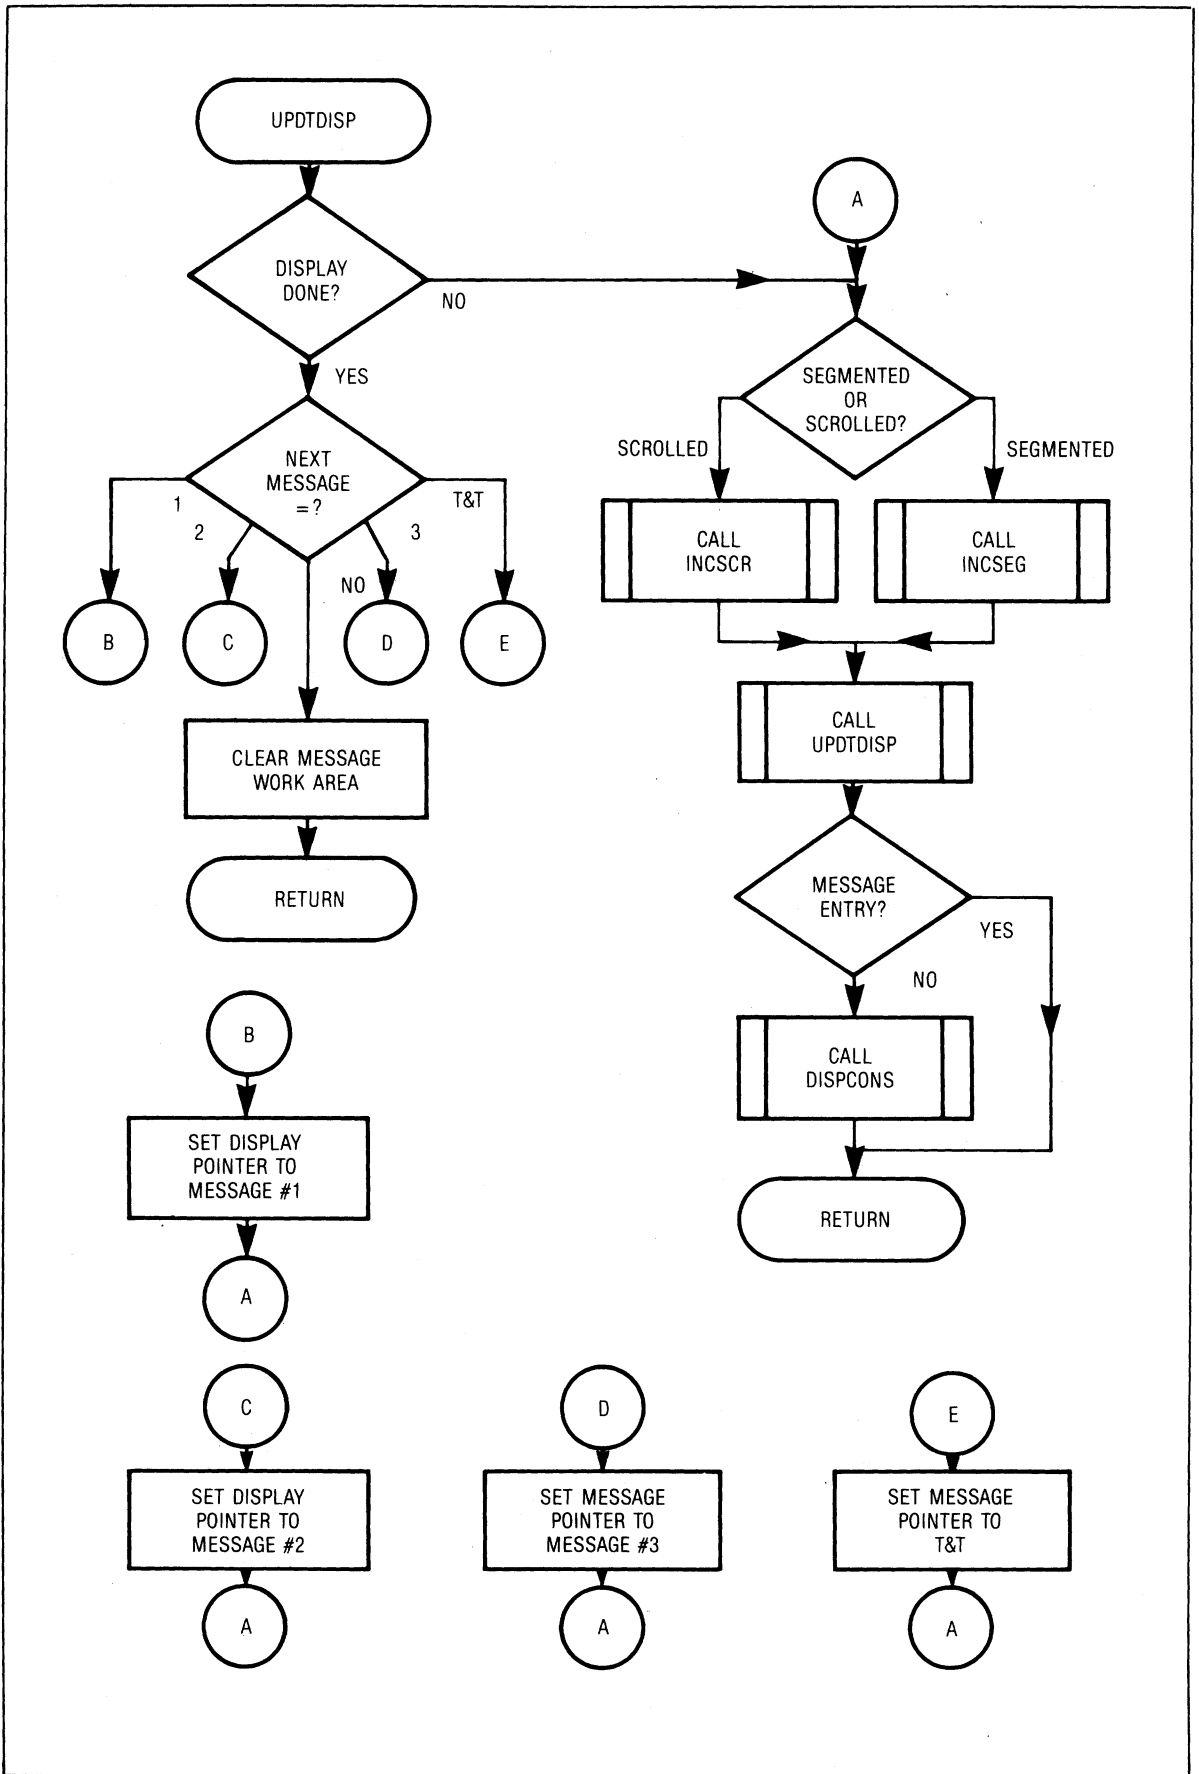 UPDTDISP
DISPLAY
DONE?
NO
YES
NEXT
MESSAGE
= ?
1
2
NO
3
T&T
B
C
D
E
CLEAR MESSAGE
WORK AREA
RETURN
A
SEGMENTED
OR
SCROLLED?
SCROLLED
SEGMENTED
CALL
INCSCR
CALL
INCSEG
CALL
UPDTDISP
MESSAGE
ENTRY?
YES
NO
CALL
DISPCONS
RETURN
B
SET DISPLAY
POINTER TO
MESSAGE #1
A
C
SET DISPLAY
POINTER TO
MESSAGE #2
A
D
SET MESSAGE
POINTER TO
MESSAGE #3
A
E
SET MESSAGE
POINTER TO
T&T
A